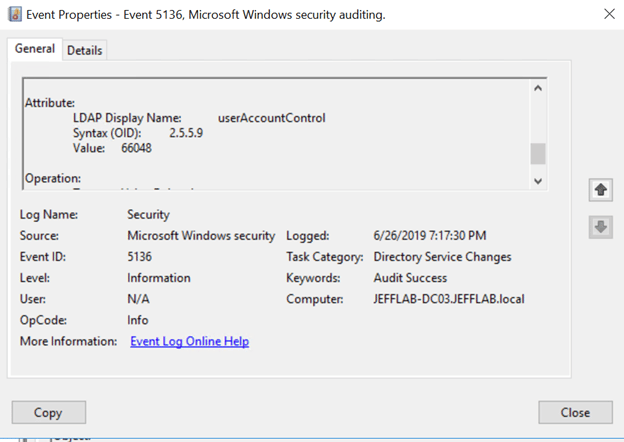 Event Properties - Event 5136, Microsoft Windows security auditing.
General Details
Attribute:
LDAP Display Name: userAccountControl
Syntax (OID): 2.5.5.9
Value: 66048
Operation:
Log Name: Security
Source: Microsoft Windows security Logged: 6/26/2019 7:17:30 PM
Event ID: 5136 Task Category: Directory Service Changes
Level: Information Keywords: Audit Success
User: N/A Computer: JEFFLAB-DC03.JEFFLAB.local
OpCode: Info
More Information: Event Log Online Help
Copy Close